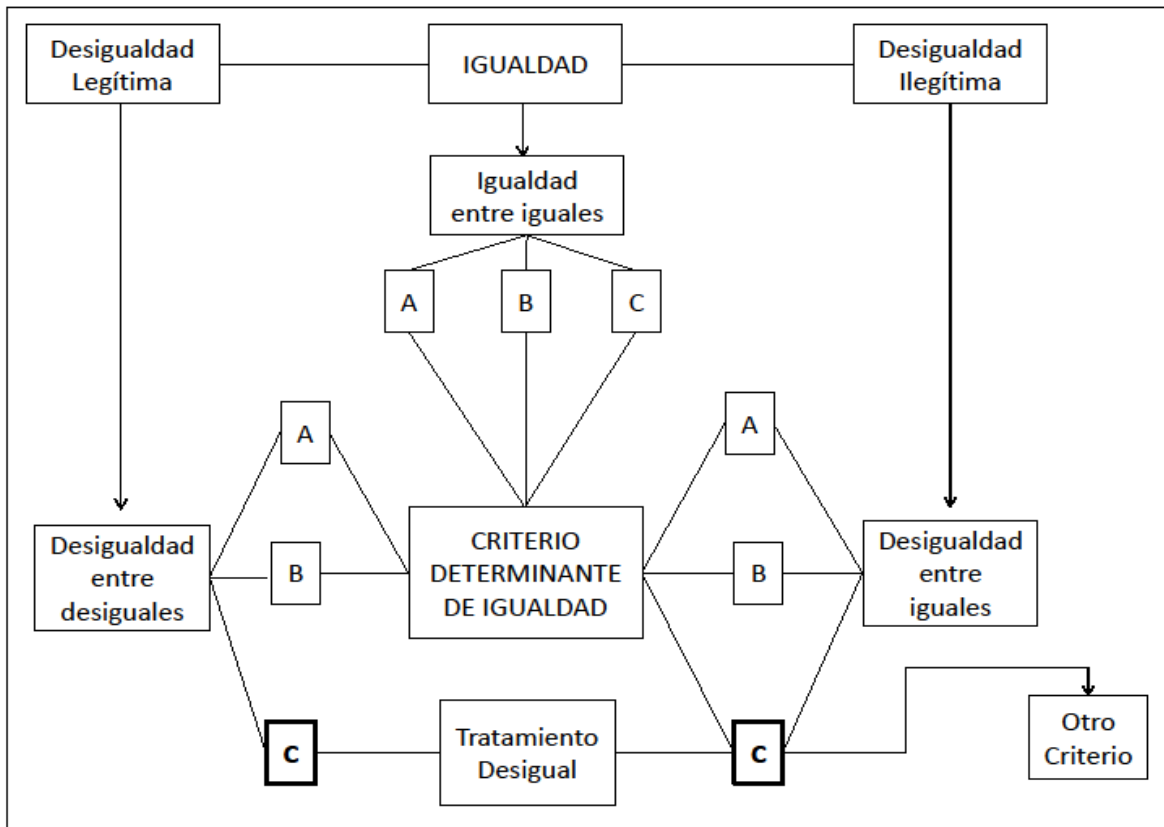 Desigualdad
Legítima
IGUALDAD
Desigualdad
Ilegítima
Igualdad
entre iguales
A
B
C
A
A
Desigualdad
entre
desiguales
B
CRITERIO
DETERMINANTE
DE IGUALDAD
B
Desigualdad
entre
iguales
C
Tratamiento
Desigual
C
Otro
Criterio